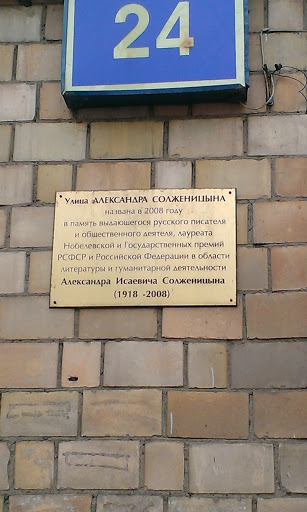 24
Улица АЛЕКСАНДРА СОЛЖЕНИЦЫНА
названа в 2008 году
в память выдающегося русского писателя
и общественного деятеля, лауреата
Нобелевской и Государственных премий
РСФСР и Российской Федерации в области
литературы и гуманитарной деятельности
Александра Исаевича Солженицына
(1918 -2008)